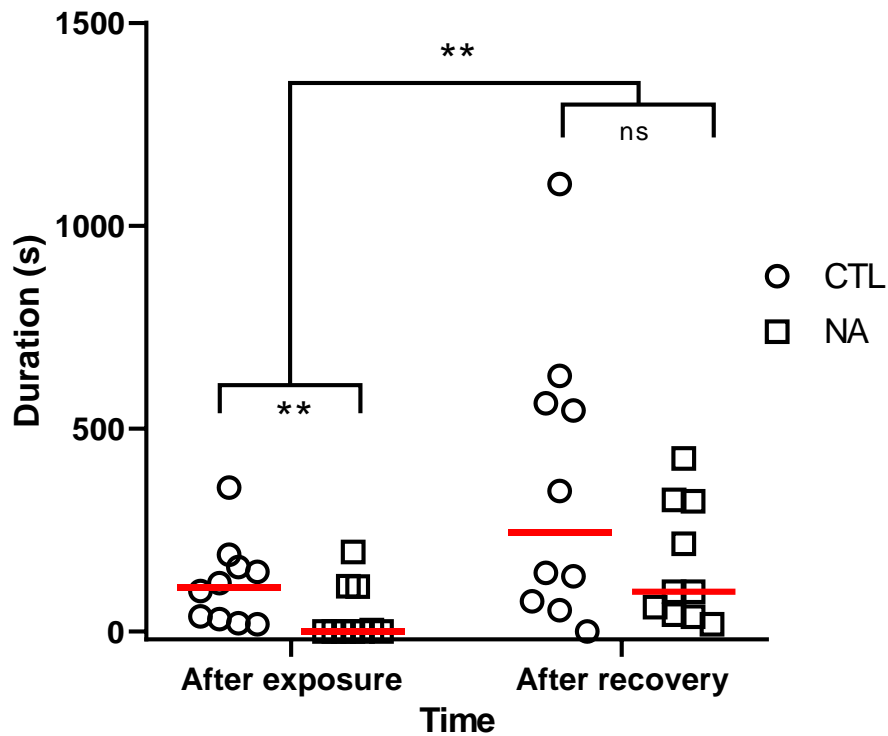 1500
**
ns
1000
Duration (s)
CTL
NA
500
**
0
After exposure After recovery
Time